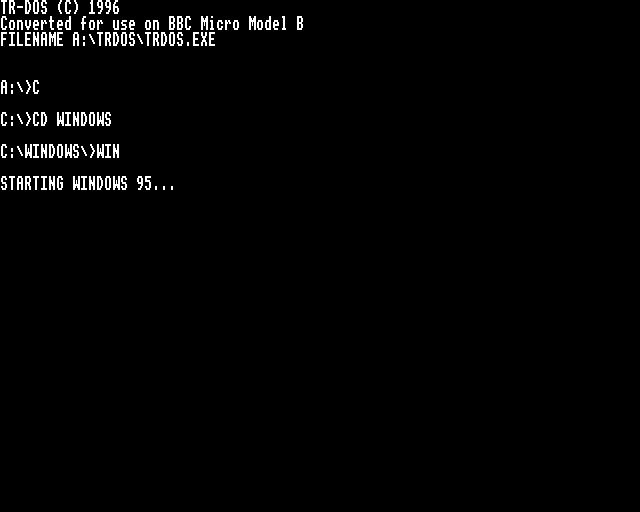 TR-DOS (C) 1996
Converted for use on BBC Micro Model B
FILENAME A:\TRDOS\TRDOS.EXE
A:\>C
C:\>CD WINDOWS
C:\WINDOWS\>WIN
STARTING WINDOWS 95...